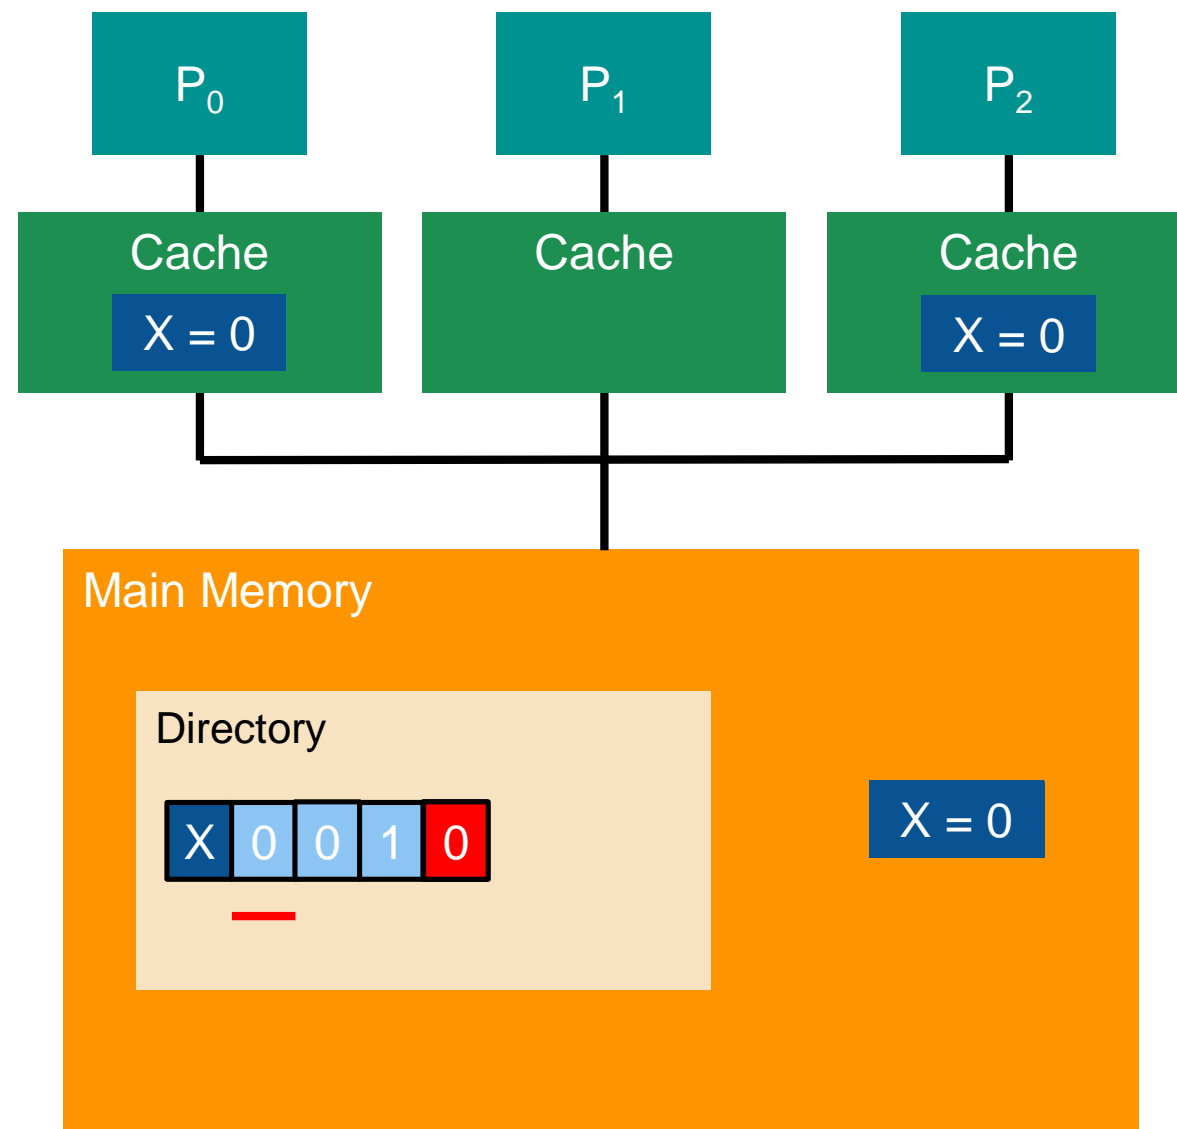 P0 P1 P2
Cache Cache Cache
X = 0 X = 0
Main Memory
Directory
X 0 0 1 0
X = 0